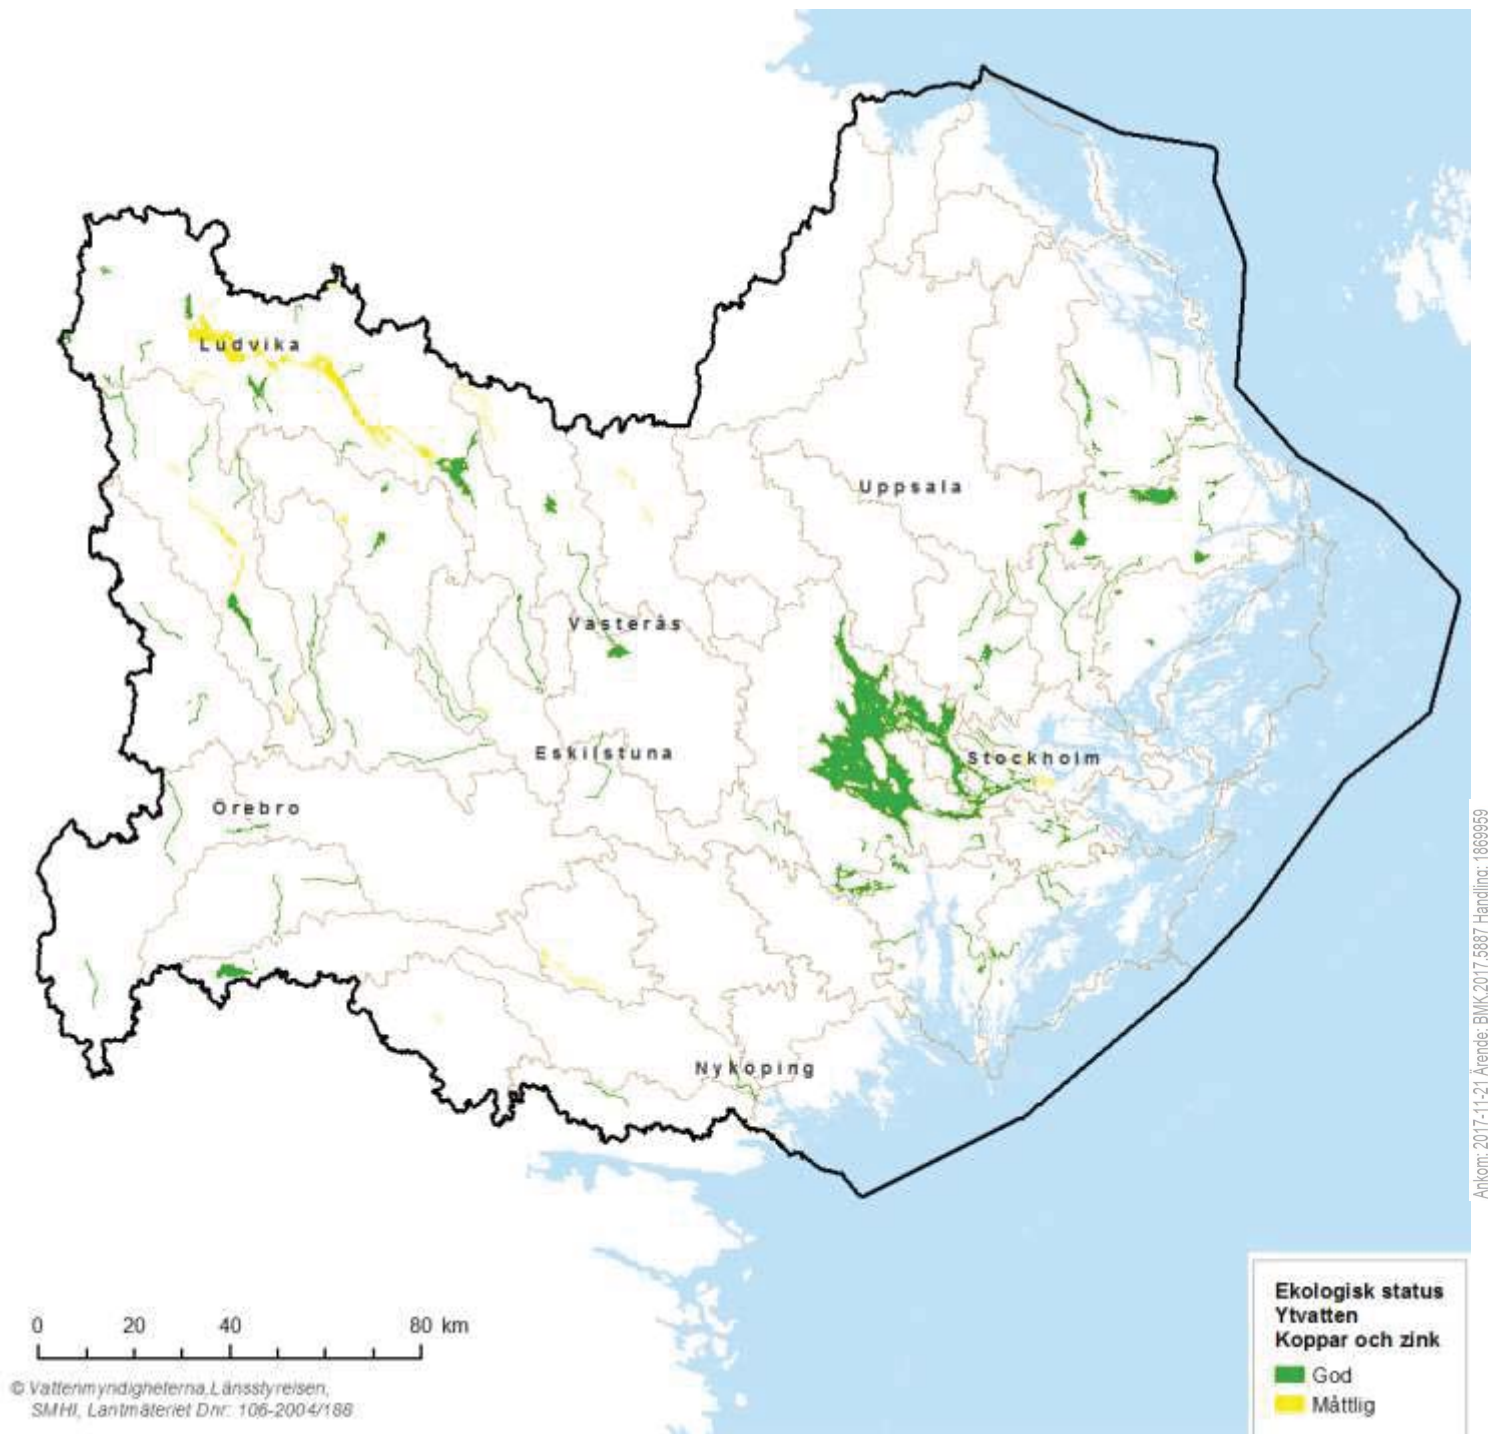 Ludvika
Uppsala
Västerås
Eskilstuna
Stockholm
Örebro
Nyköping
0 20 40 80 km
© Vattenmyndigheterna,Länsstyrelsen,
SMHI, Lantmäteriet Dnr: 106-2004/188
Ekologisk status
Ytvatten
Koppar och zink
God
Måttlig
Ankom: 2017-11-21 Ärende: BMK.2017.5887 Handling: 1869959